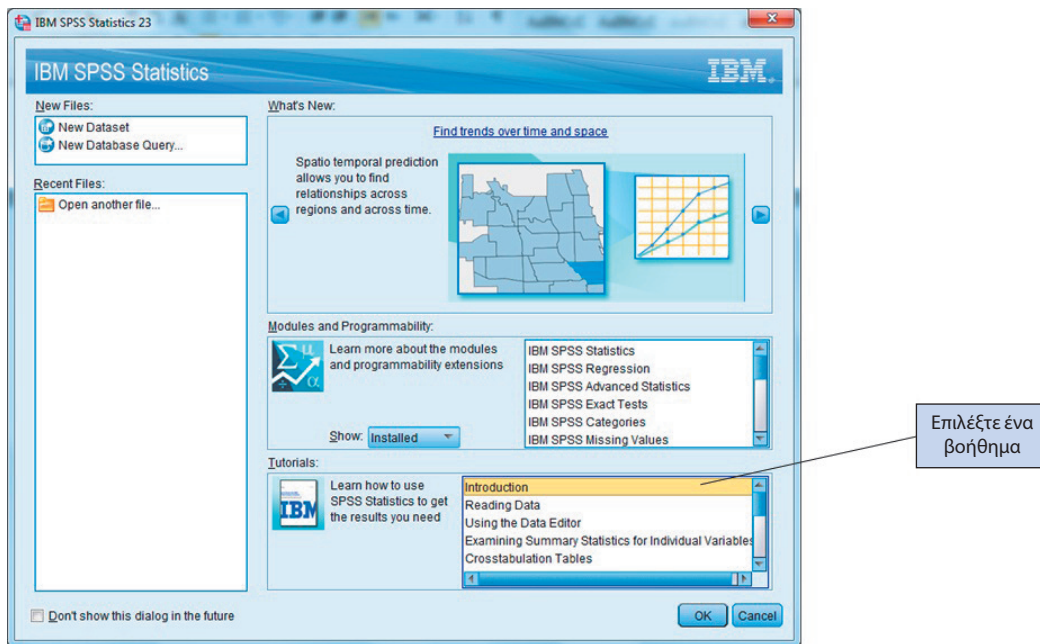 IBM SPSS Statistics 23
IBM SPSS Statistics
IBM.
New Files:
New Dataset
New Database Query...
Recent Files:
Open another file...
What's New:
Find trends over time and space
Spatio temporal prediction
allows you to find
relationships across
regions and across time.
Modules and Programmability:
Learn more about the modules
and programmability extensions
Show: Installed
IBM SPSS Statistics
IBM SPSS Regression
IBM SPSS Advanced Statistics
IBM SPSS Exact Tests
IBM SPSS Categories
IBM SPSS Missing Values
Tutorials:
IBM
Learn how to use
SPSS Statistics to get
the results you need
Introduction
Reading Data
Using the Data Editor
Examining Summary Statistics for Individual Variables
Crosstabulation Tables
Επιλέξτε ένα
βοήθημα
Don't show this dialog in the future
OK
Cancel